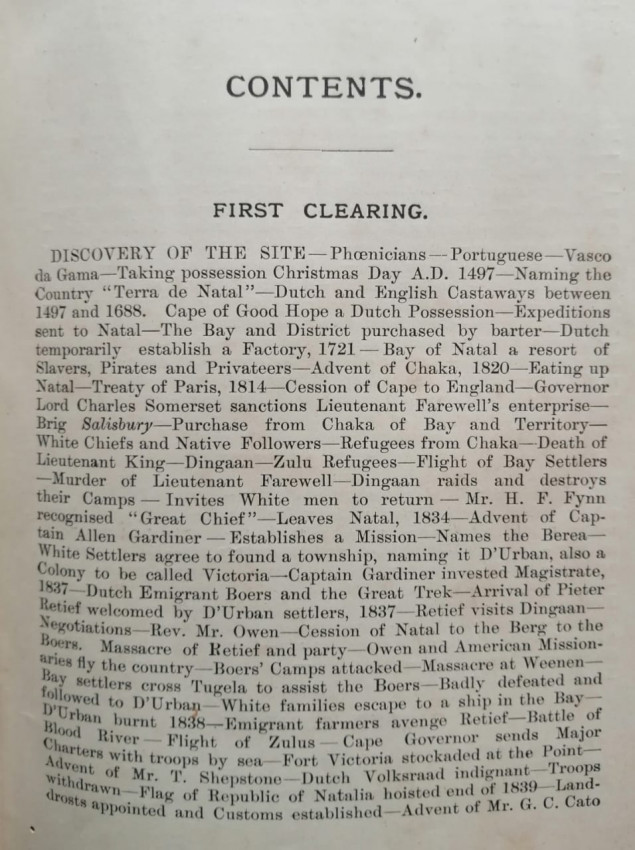 CONTENTS.
FIRST CLEARING.
DISCOVERY OF THE SITE—Phœnicians—Portuguese—Vasco
da Gama—Taking possession Christmas Day A.D. 1497—Naming the
Country "Terra de Natal"—Dutch and English Castaways between
1497 and 1688. Cape of Good Hope a Dutch Possession—Expeditions
sent to Natal—The Bay and District purchased by barter—Dutch
temporarily establish a Factory, 1721—Bay of Natal a resort of
Slavers, Pirates and Privateers—Advent of Chaka, 1820—Eating up
Natal—Treaty of Paris, 1814—Cession of Cape to England—Governor
Lord Charles Somerset sanctions Lieutenant Farewell's enterprise—
Brig Salisbury—Purchase from Chaka of Bay and Territory—
White Chiefs and Native Followers—Refugees from Chaka—Death of
Lieutenant King—Dingaan—Zulu Refugees—Flight of Bay Settlers
—Murder of Lieutenant Farewell—Dingaan raids and destroys
their Camps—Invites White men to return—Mr. H. F. Fynn
recognised "Great Chief"—Leaves Natal, 1834—Advent of Cap-
tain Allen Gardiner—Establishes a Mission—Names the Berea—
White Settlers agree to found a township, naming it D'Urban, also a
Colony to be called Victoria—Captain Gardiner invested Magistrate,
1837—Dutch Emigrant Boers and the Great Trek—Arrival of Pieter
Retief welcomed by D'Urban settlers, 1837—Retief visits Dingaan—
Negotiations—Rev. Mr. Owen—Cession of Natal to the Berg to the
Boers. Massacre of Retief and party—Owen and American Mission-
aries fly the country—Boers' Camps attacked—Massacre at Weenen—
Bay settlers cross Tugela to assist the Boers—Badly defeated and
followed to D'Urban—White families escape to a ship in the Bay—
D'Urban burnt 1838—Emigrant farmers avenge Retief—Battle of
Blood River—Flight of Zulus—Cape Governor sends Major
Charters with troops by sea—Fort Victoria stockaded at the Point—
Advent of Mr. T. Shepstone—Dutch Volksraad indignant—Troops
withdrawn—Flag of Republic of Natalia hoisted end of 1839—Land-
drosts appointed and Customs established—Advent of Mr. G. C. Cato